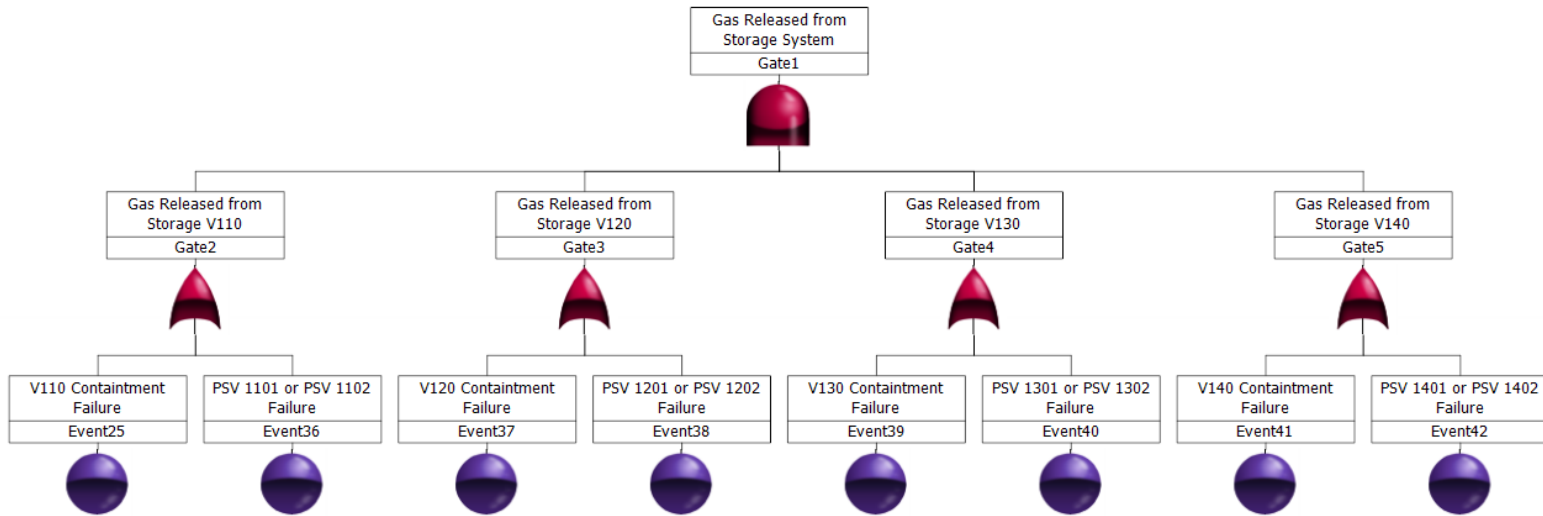 Gas Released from
Storage System
Gate1
Gas Released from
Storage V110
Gate2
Gas Released from
Storage V120
Gate3
Gas Released from
Storage V130
Gate4
Gas Released from
Storage V140
Gate5
V110 Containtment
Failure
Event25
PSV 1101 or PSV 1102
Failure
Event36
V120 Containtment
Failure
Event37
PSV 1201 or PSV 1202
Failure
Event38
V130 Containtment
Failure
Event39
PSV 1301 or PSV 1302
Failure
Event40
V140 Containtment
Failure
Event41
PSV 1401 or PSV 1402
Failure
Event42